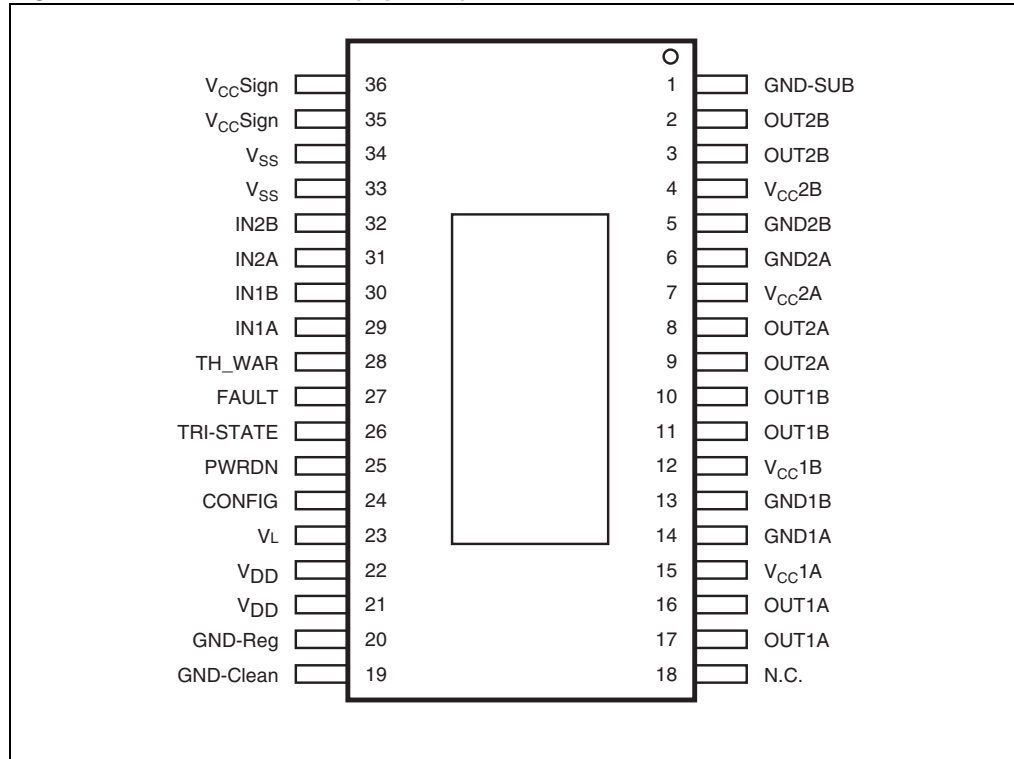 VCCSign 36 1 GND-SUB
VCCSign 35 2 OUT2B
VSS 34 3 OUT2B
VSS 33 4 VCC2B
IN2B 32 5 GND2B
IN2A 31 6 GND2A
IN1B 30 7 VCC2A
IN1A 29 8 OUT2A
TH_WAR 28 9 OUT2A
FAULT 27 10 OUT1B
TRI-STATE 26 11 OUT1B
PWRDN 25 12 VCC1B
CONFIG 24 13 GND1B
VL 23 14 GND1A
VDD 22 15 VCC1A
VDD 21 16 OUT1A
GND-Reg 20 17 OUT1A
GND-Clean 19 18 N.C.